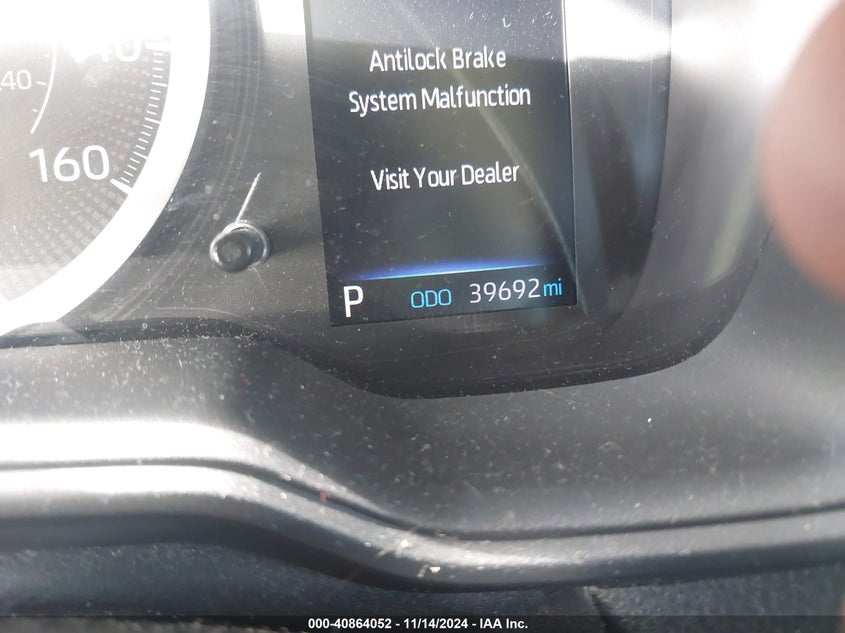 Antilock Brake
System Malfunction
Visit Your Dealer
40
160
P ODO 39692 mi
000-40864052 - 11/14/2024 - IAA Inc.